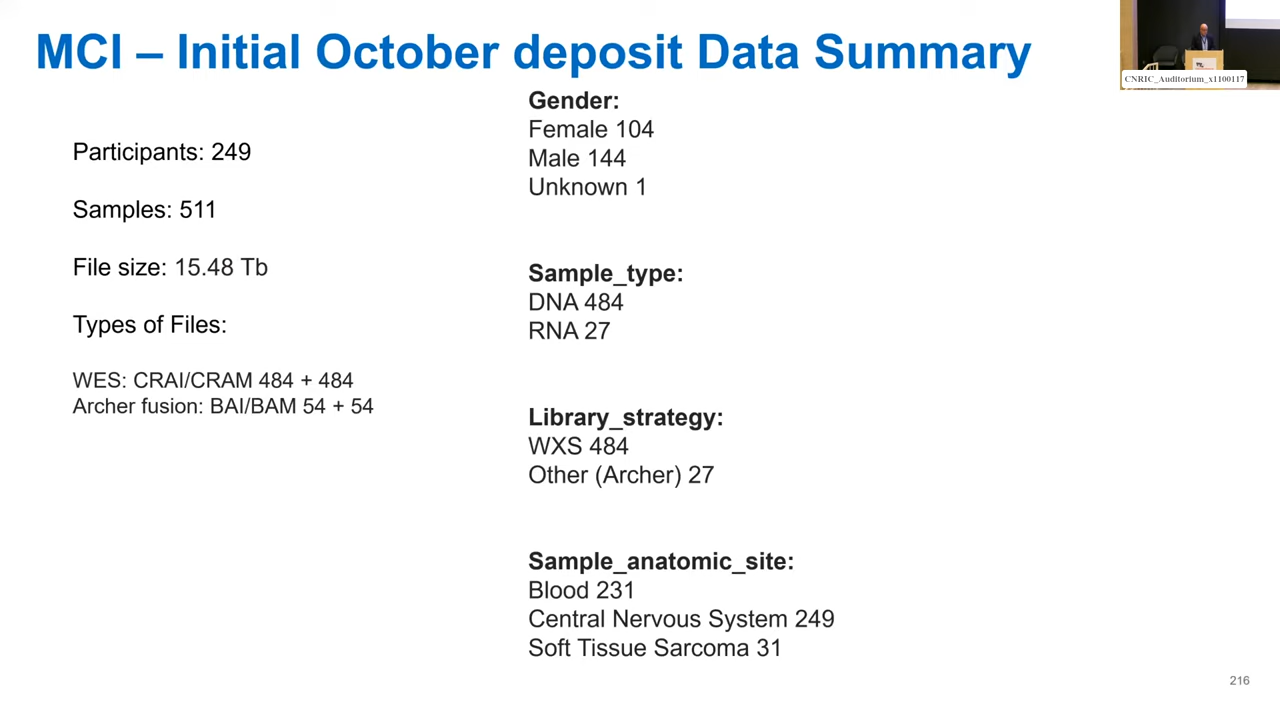 MCI – Initial October deposit Data Summary
Participants: 249
Samples: 511
File size: 15.48 Tb
Types of Files:
WES: CRAI/CRAM 484 + 484
Archer fusion: BAI/BAM 54 + 54
Gender:
Female 104
Male 144
Unknown 1
Sample_type:
DNA 484
RNA 27
Library_strategy:
WXS 484
Other (Archer) 27
Sample_anatomic_site:
Blood 231
Central Nervous System 249
Soft Tissue Sarcoma 31
CNRIC_Auditorium_x1100117
216